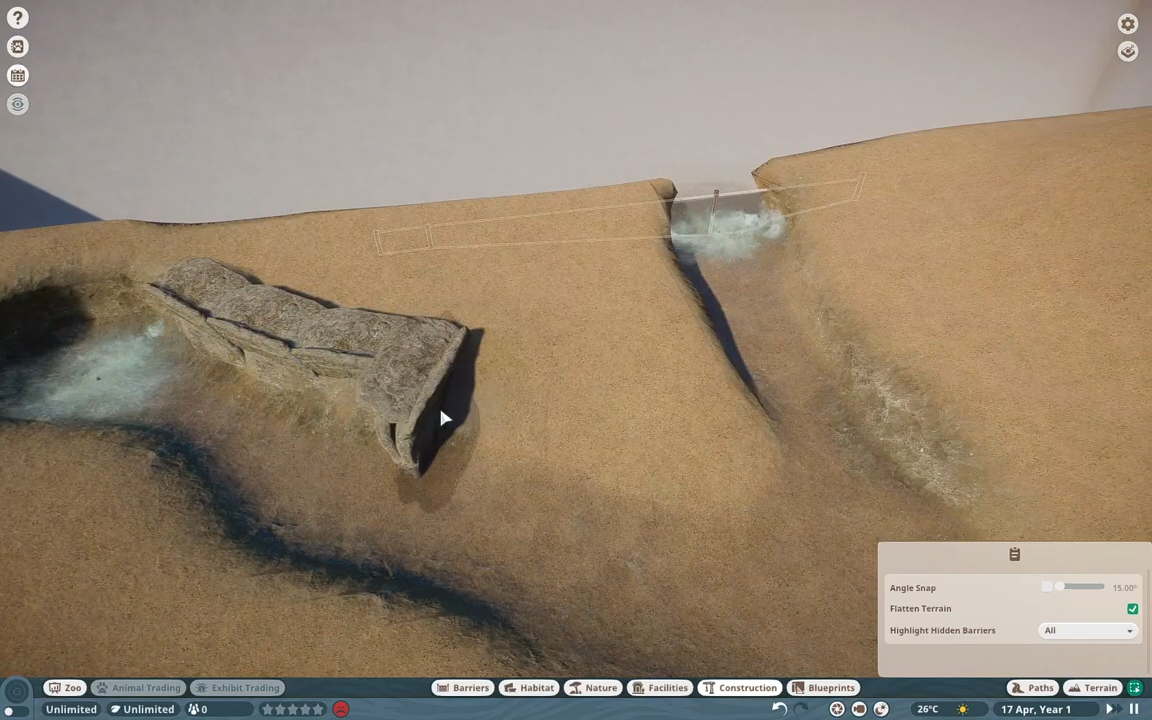 ?
Angle Snap 15.00°
Flatten Terrain
Highlight Hidden Barriers All
Zoo Animal Trading Exhibit Trading Barriers Habitat Nature Facilities Construction Blueprints Paths Terrain
Unlimited Unlimited 0 26°C 17 Apr, Year 1